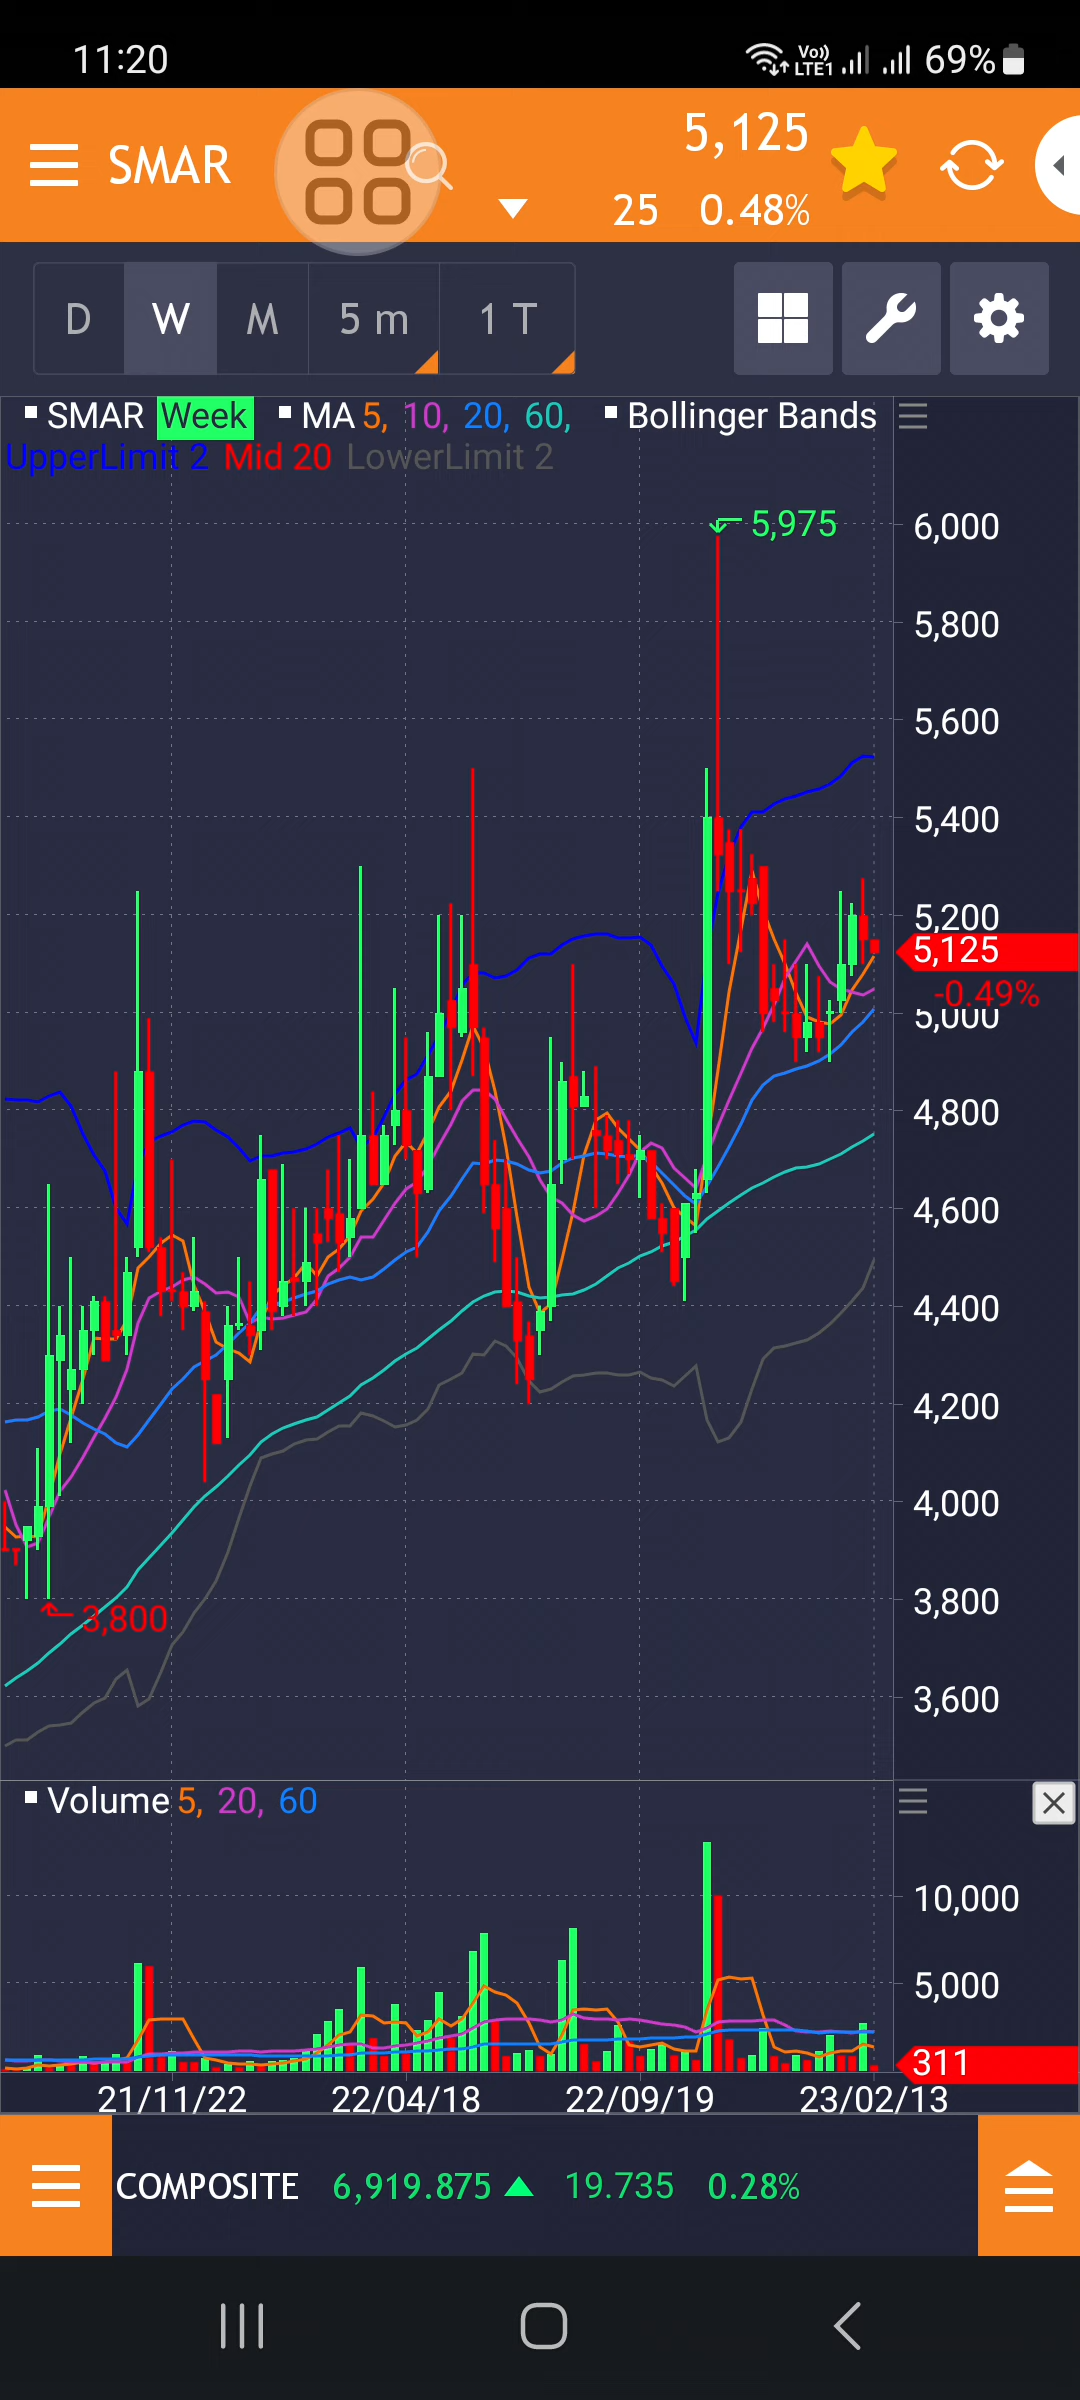 11:20 Vo)) LTE1 69%
SMAR 5,125
25 0.48%
D W M 5 m 1 T
SMAR Week MA 5, 10, 20, 60, Bollinger Bands
UpperLimit 2 Mid 20 LowerLimit 2
5,975
6,000
5,800
5,600
5,400
5,200
5,125
-0.49%
5,000
4,800
4,600
4,400
4,200
4,000
3,800
3,800
3,600
Volume 5, 20, 60
10,000
5,000
311
21/11/22 22/04/18 22/09/19 23/02/13
COMPOSITE 6,919.875 ▲ 19.735 0.28%